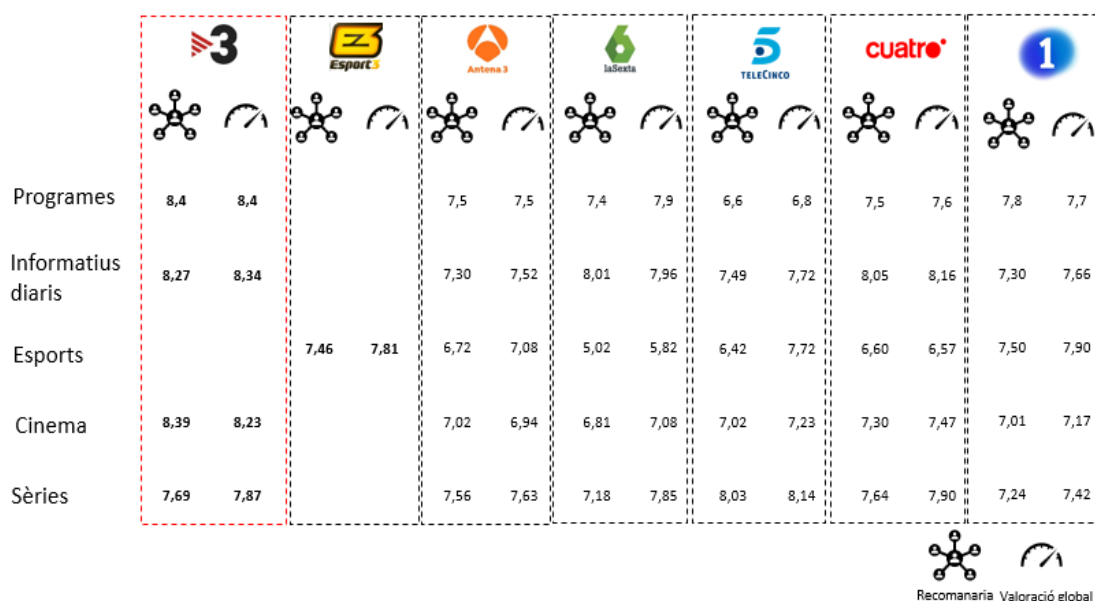 3 Esport3 Antena 3 6 laSexta 5 TELECINCO cuatro 1
Programes 8,4 8,4 7,5 7,5 7,4 7,9 6,6 6,8 7,5 7,6 7,8 7,7
Informatius
diaris
8,27 8,34 7,30 7,52 8,01 7,96 7,49 7,72 8,05 8,16 7,30 7,66
Esports 7,46 7,81 6,72 7,08 5,02 5,82 6,42 7,72 6,60 6,57 7,50 7,90
Cinema 8,39 8,23 7,02 6,94 6,81 7,08 7,02 7,23 7,30 7,47 7,01 7,17
Sèries 7,69 7,87 7,56 7,63 7,18 7,85 8,03 8,14 7,64 7,90 7,24 7,42
Recomanaria Valoració global